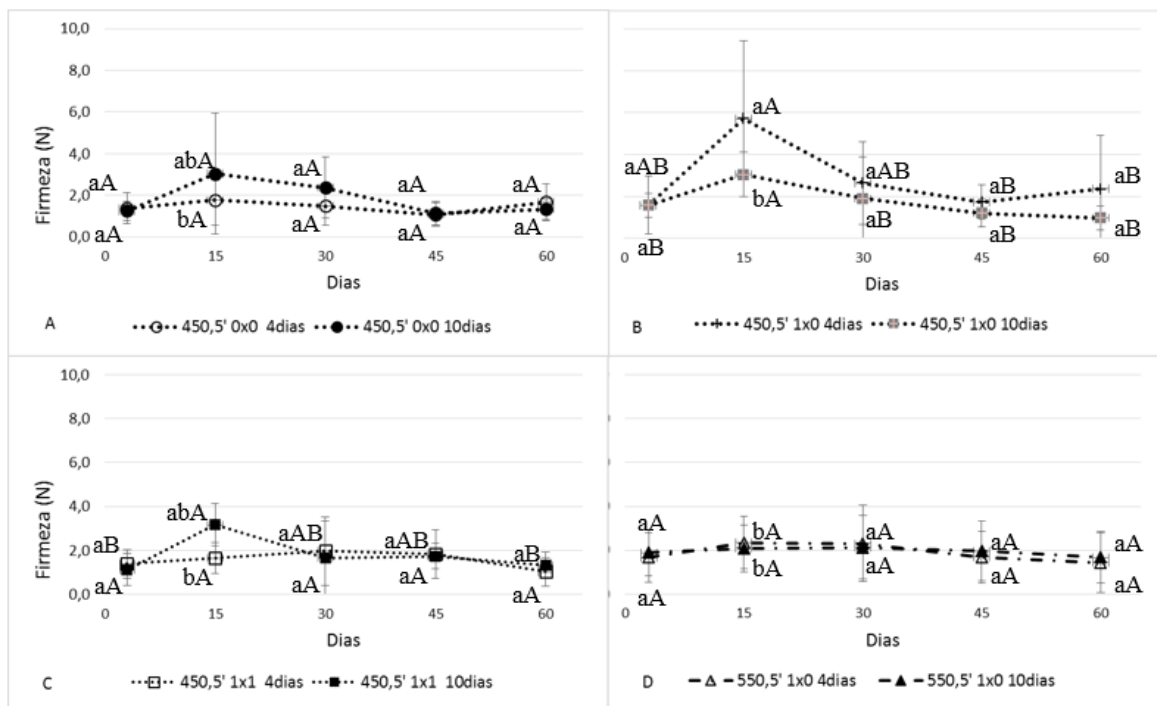 10,0
8,0
6,0
4,0
2,0
0,0
Firmeza (N)
aA
abA
aA
aA
aA
aA
bA
aA
aA
aA
0
15
30
45
60
Dias
A
450,5' 0x0 4dias
450,5' 0x0 10dias
aAB
aA
aAB
aB
aB
aB
bA
aB
aB
aB
0
15
30
45
60
Dias
B
450,5' 1x0 4dias
450,5' 1x0 10dias
10,0
8,0
6,0
4,0
2,0
0,0
Firmeza (N)
aB
abA
aAB
aAB
aB
aA
bA
aA
aA
aA
0
15
30
45
60
Dias
C
450,5' 1x1 4dias
450,5' 1x1 10dias
aA
bA
aA
aA
aA
aA
bA
aA
aA
aA
0
15
30
45
60
Dias
D
550,5' 1x0 4dias
550,5' 1x0 10dias